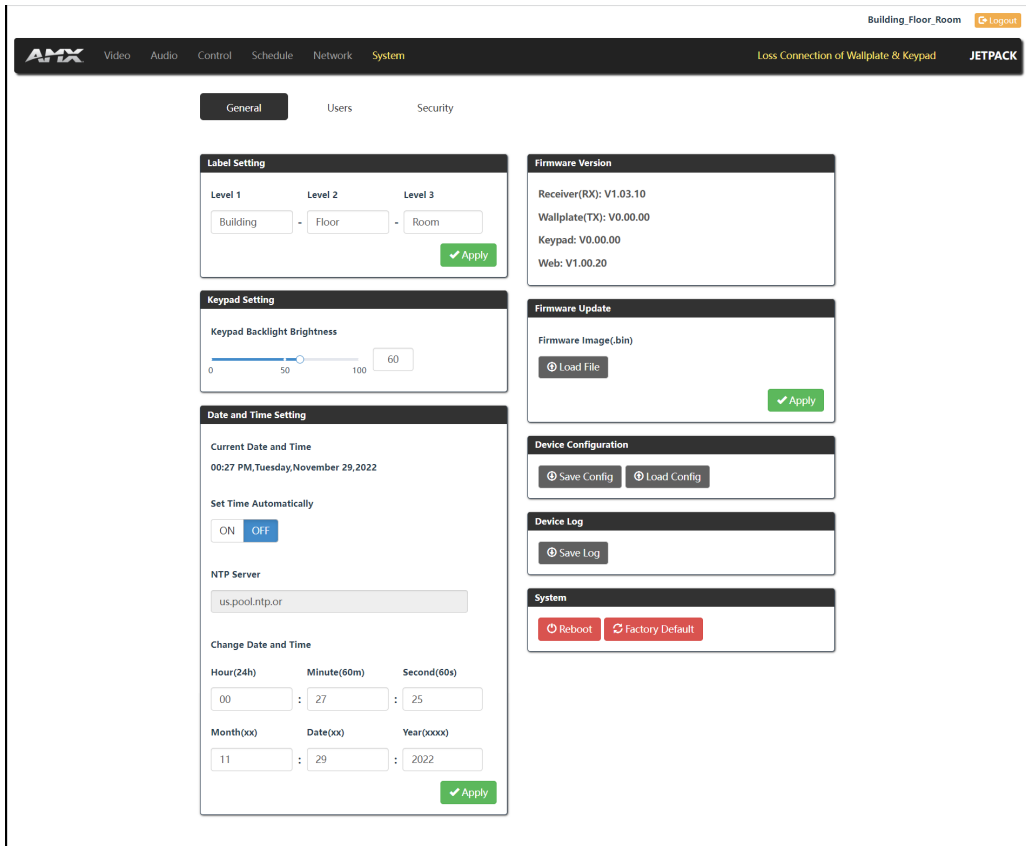 Building_Floor_Room Logout
AMX Video Audio Control Schedule Network System Loss Connection of Wallplate & Keypad JETPACK
General Users Security
Label Setting
Level 1 Level 2 Level 3
Building - Floor - Room
Apply
Keypad Setting
Keypad Backlight Brightness
60
0 50 100
Date and Time Setting
Current Date and Time
00:27 PM,Tuesday,November 29,2022
Set Time Automatically
ON OFF
NTP Server
us.pool.ntp.or
Change Date and Time
Hour(24h) Minute(60m) Second(60s)
00 : 27 : 25
Month(xx) Date(xx) Year(xxxx)
11 : 29 : 2022
Apply
Firmware Version
Receiver(RX): V1.03.10
Wallplate(TX): V0.00.00
Keypad: V0.00.00
Web: V1.00.20
Firmware Update
Firmware Image(.bin)
Load File
Apply
Device Configuration
Save Config Load Config
Device Log
Save Log
System
Reboot Factory Default